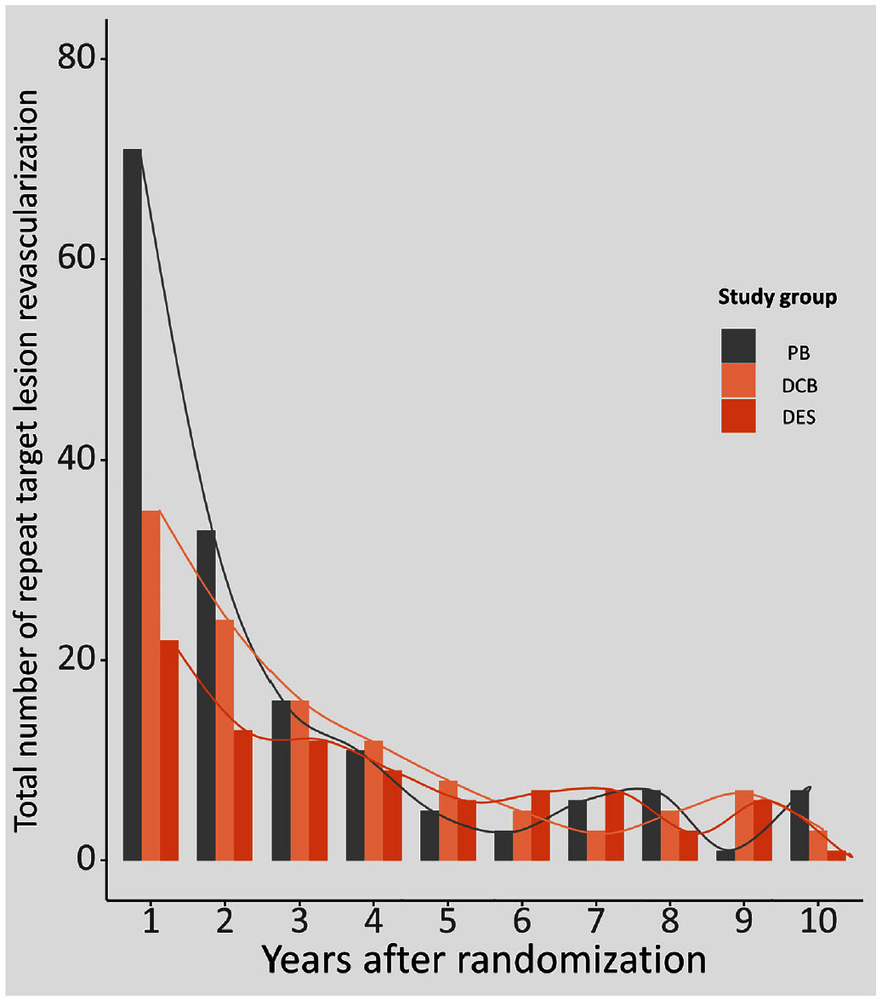 Total number of repeat target lesion revascularization
80
60
40
20
0
Study group
PB
DCB
DES
1 2 3 4 5 6 7 8 9 10
Years after randomization